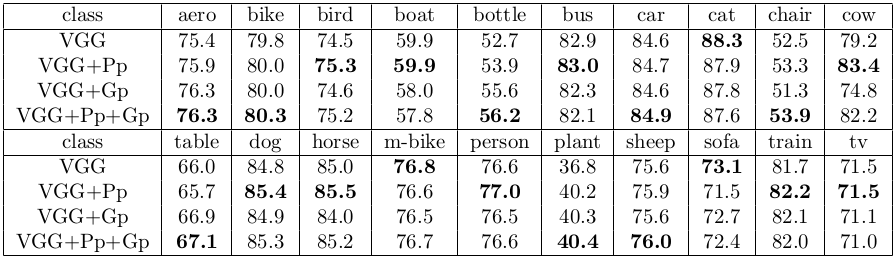 class aero bike bird boat bottle bus car cat chair cow
VGG 75.4 79.8 74.5 59.9 52.7 82.9 84.6 88.3 52.5 79.2
VGG+Pp 75.9 80.0 75.3 59.9 53.9 83.0 84.7 87.9 53.3 83.4
VGG+Gp 76.3 80.0 74.6 58.0 55.6 82.3 84.6 87.8 51.3 74.8
VGG+Pp+Gp 76.3 80.3 75.2 57.8 56.2 82.1 84.9 87.6 53.9 82.2
class table dog horse m-bike person plant sheep sofa train tv
VGG 66.0 84.8 85.0 76.8 76.6 36.8 75.6 73.1 81.7 71.5
VGG+Pp 65.7 85.4 85.5 76.6 77.0 40.2 75.9 71.5 82.2 71.5
VGG+Gp 66.9 84.9 84.0 76.5 76.5 40.3 75.6 72.7 82.1 71.1
VGG+Pp+Gp 67.1 85.3 85.2 76.7 76.6 40.4 76.0 72.4 82.0 71.0